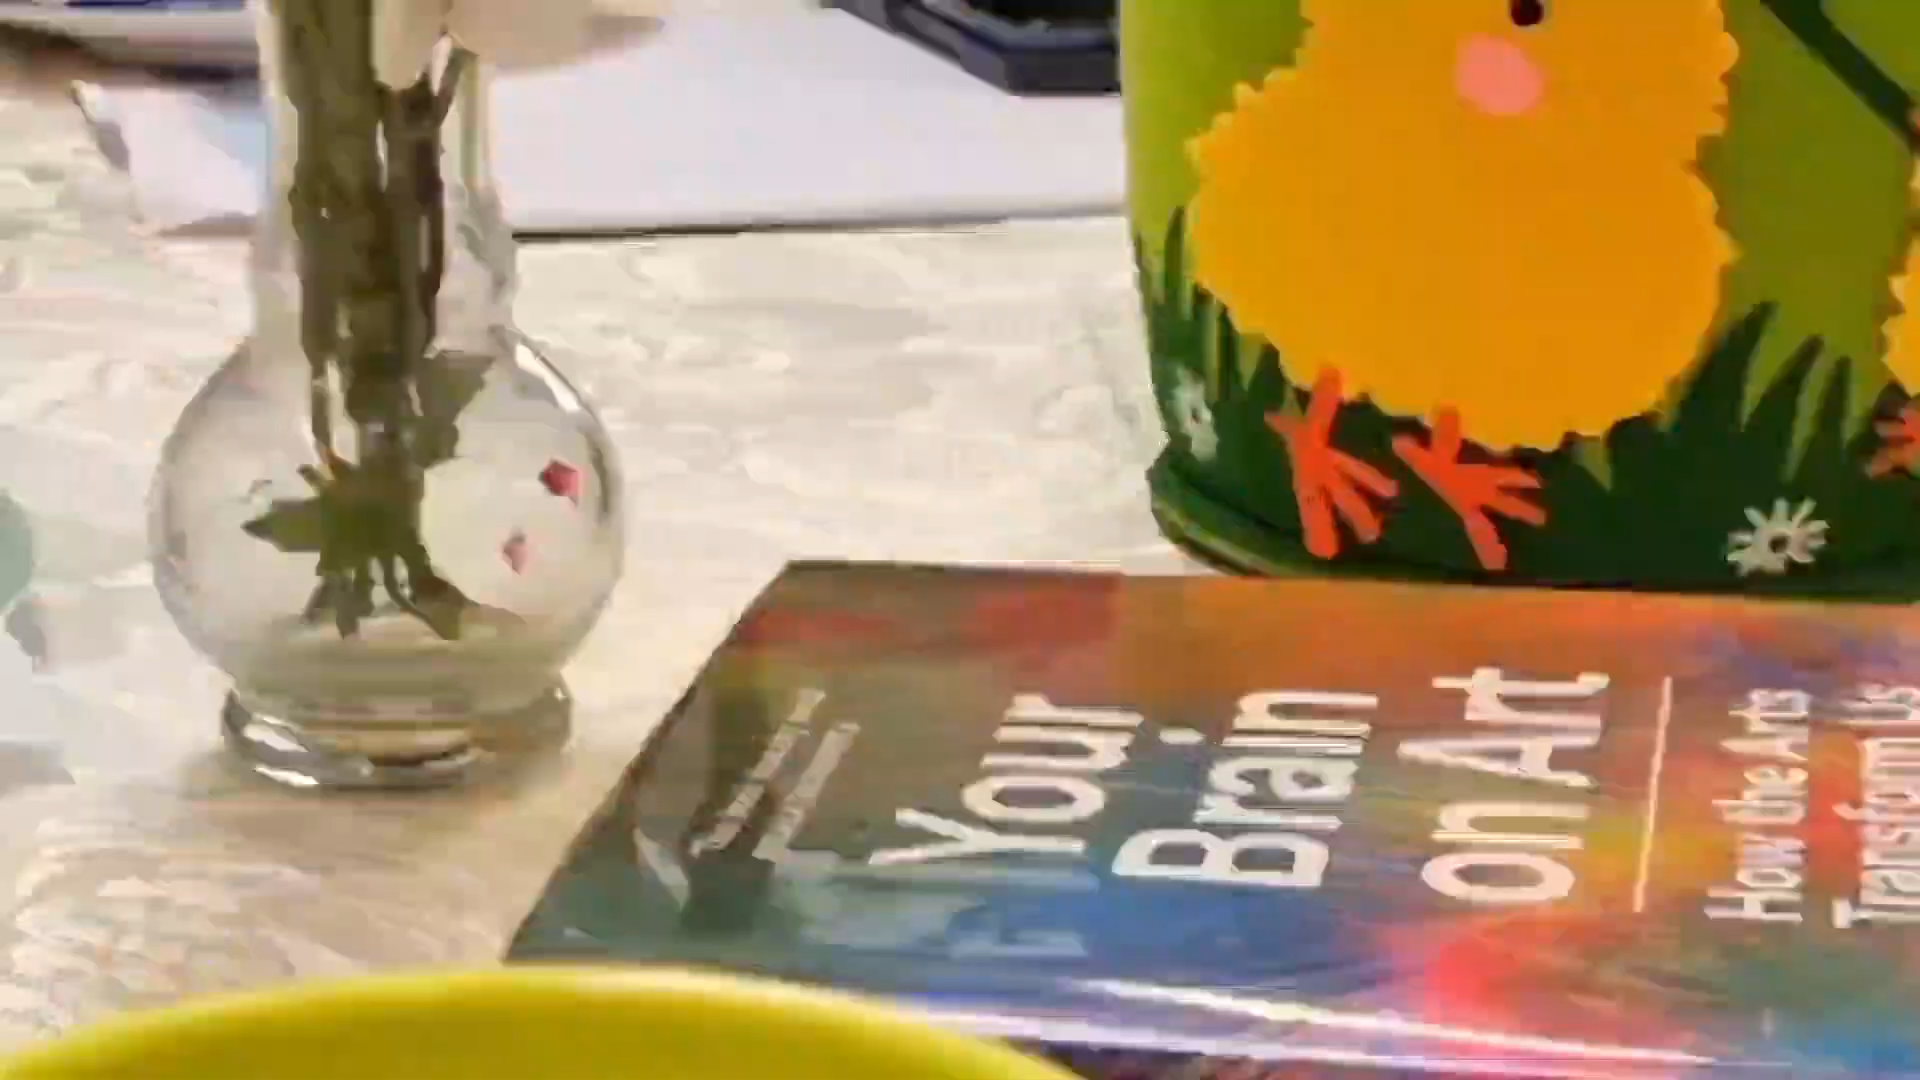 Your
Brain
on Art
How the Arts
Transform Us